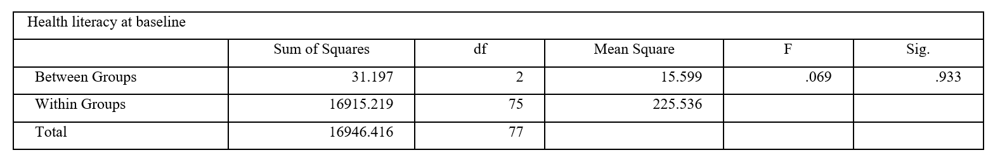 Health literacy at baseline
Sum of Squares df Mean Square F Sig.
Between Groups 31.197 2 15.599 .069 .933
Within Groups 16915.219 75 225.536
Total 16946.416 77